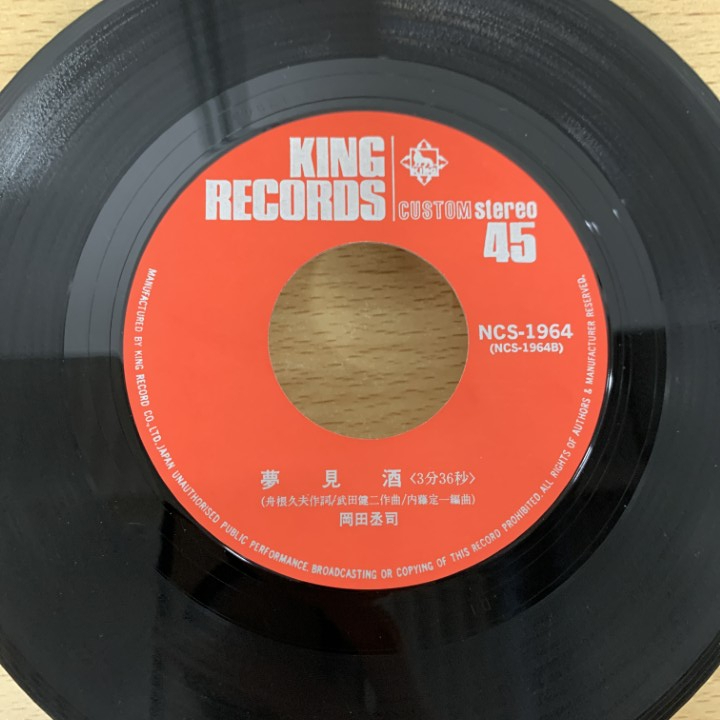 KING
RECORDS
CUSTOM stereo
45
NCS-1964
(NCS-1964B)
夢見酒〈3分36秒〉
(舟根久夫作詞/武田健二作曲/内藤定一編曲)
岡田丞司
MANUFACTURED BY KING RECORD CO., LTD. JAPAN UNAUTHORISED PUBLIC PERFORMANCE. BROADCASTING OR COPYING OF THIS RECORD PROHIBITED. ALL RIGHTS OF AUTHORS & MANUFACTURER RESERVED.